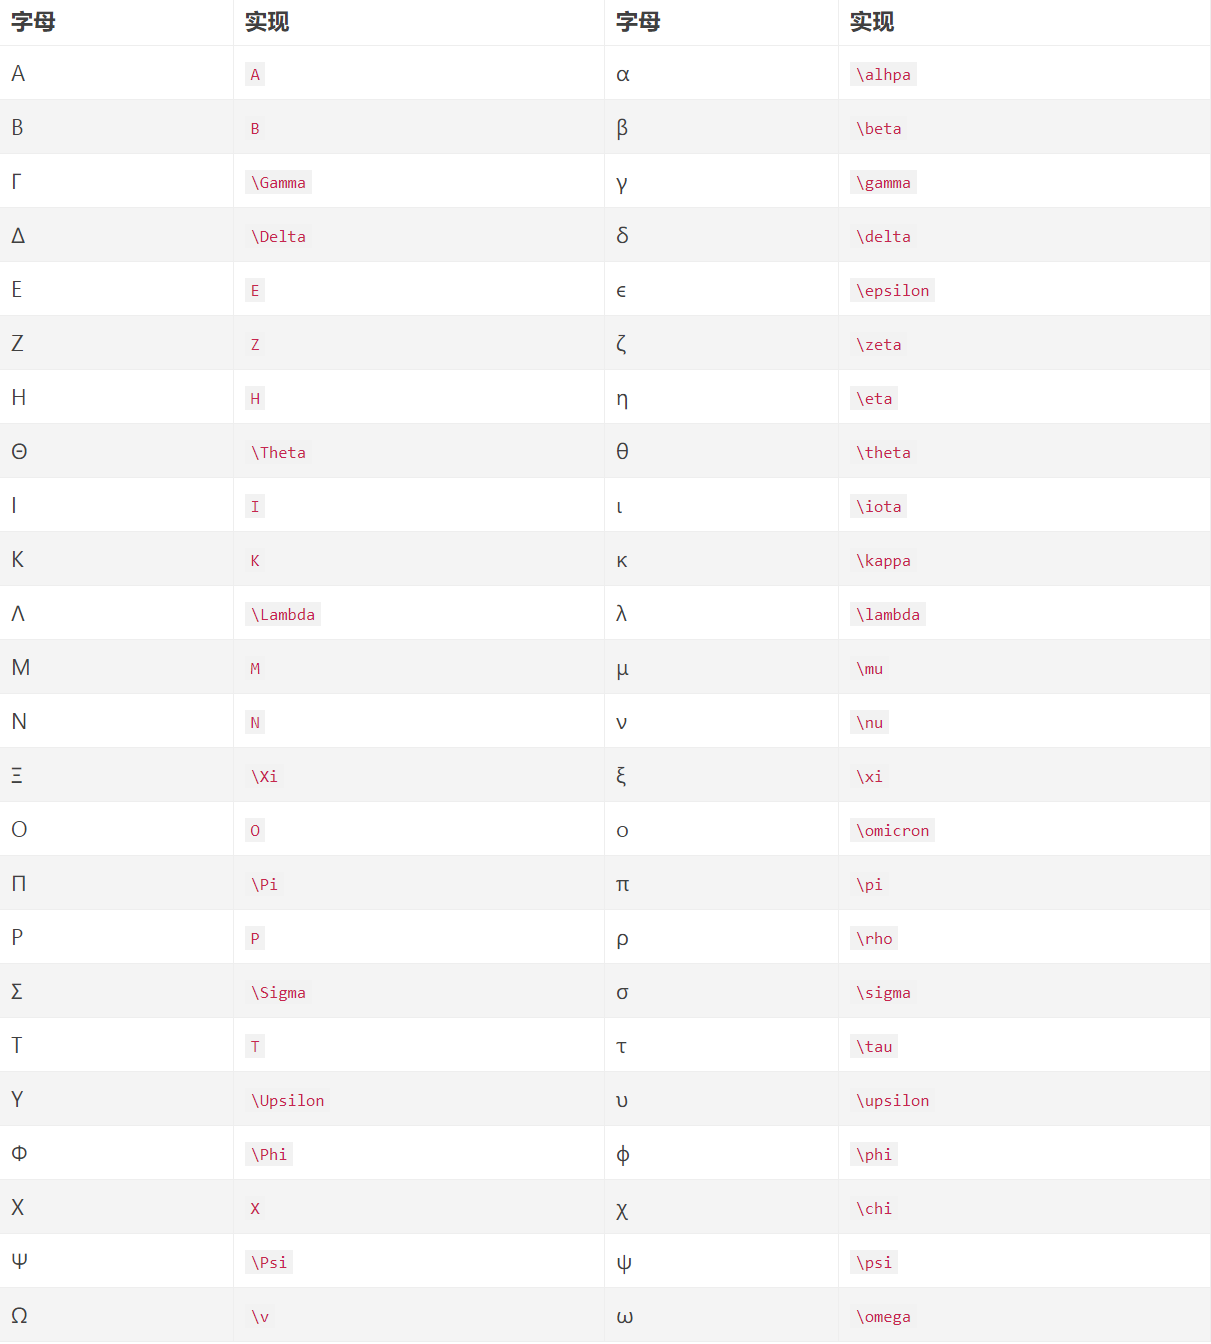 字母 实现 字母 实现
Α A α \alhpa
Β B β \beta
Γ \Gamma γ \gamma
Δ \Delta δ \delta
Ε E ϵ \epsilon
Ζ Z ζ \zeta
Η H η \eta
Θ \Theta θ \theta
Ι I ι \iota
Κ K κ \kappa
Λ \Lambda λ \lambda
Μ M μ \mu
Ν N ν \nu
Ξ \Xi ξ \xi
Ο O ο \omicron
Π \Pi π \pi
Ρ P ρ \rho
Σ \Sigma σ \sigma
Τ T τ \tau
Υ \Upsilon υ \upsilon
Φ \Phi ϕ \phi
Χ X χ \chi
Ψ \Psi ψ \psi
Ω \v ω \omega